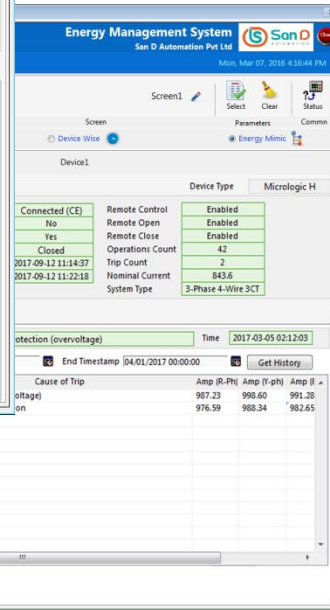 Energy Management System
San D Automation Pvt Ltd
San D
AUTOMATION
Mon, Mar 07, 2016 4:16:44 PM
Screen1
Select Clear Status
Screen Parameters Commn
Device Wise Energy Mimic
Device1
Device Type Micrologic H
Connected (CE) Remote Control Enabled
No Remote Open Enabled
Yes Remote Close Enabled
Closed Operations Count 42
2017-09-12 11:14:37 Trip Count 2
2017-09-12 11:22:18 Nominal Current 843.6
System Type 3-Phase 4-Wire 3CT
otection (overvoltage) Time 2017-03-05 02:12:03
End Timestamp 04/01/2017 00:00:00 Get History
Cause of Trip Amp (R-Ph) Amp (Y-ph) Amp (
oltage) 987.23 998.60 991.28
on 976.59 988.34 982.65